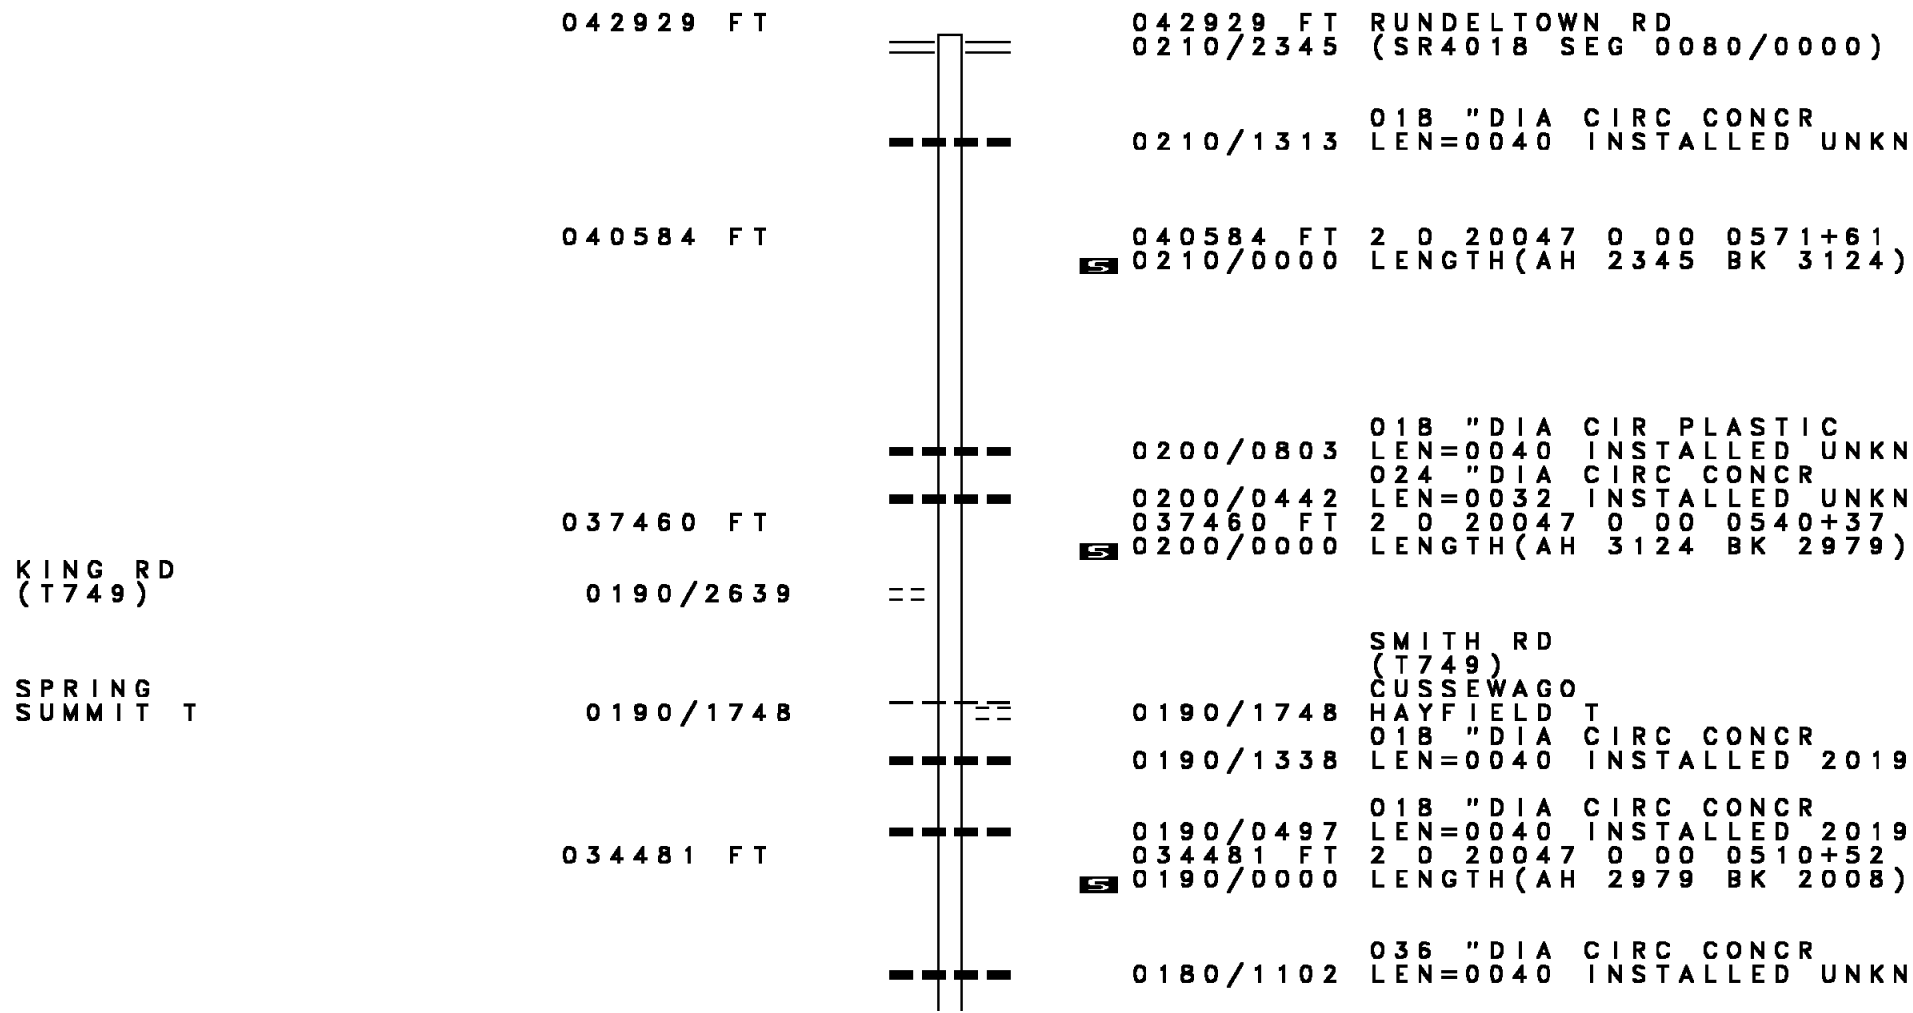 042929 FT 042929 FT RUNDELTOWN RD
0210/2345 (SR4018 SEG 0080/0000)
018 "DIA CIRC CONCR
0210/1313 LEN=0040 INSTALLED UNKN
040584 FT 040584 FT 2 0 20047 0 00 0571+61
S 0210/0000 LENGTH(AH 2345 BK 3124)
018 "DIA CIR PLASTIC
0200/0803 LEN=0040 INSTALLED UNKN
024 "DIA CIRC CONCR
0200/0442 LEN=0032 INSTALLED UNKN
037460 FT 037460 FT 2 0 20047 0 00 0540+37
S 0200/0000 LENGTH(AH 3124 BK 2979)
KING RD
(T749) 0190/2639
SMITH RD
(T749)
SPRING CUSSEWAGO
SUMMIT T 0190/1748 0190/1748 HAYFIELD T
018 "DIA CIRC CONCR
0190/1338 LEN=0040 INSTALLED 2019
018 "DIA CIRC CONCR
0190/0497 LEN=0040 INSTALLED 2019
034481 FT 034481 FT 2 0 20047 0 00 0510+52
S 0190/0000 LENGTH(AH 2979 BK 2008)
036 "DIA CIRC CONCR
0180/1102 LEN=0040 INSTALLED UNKN